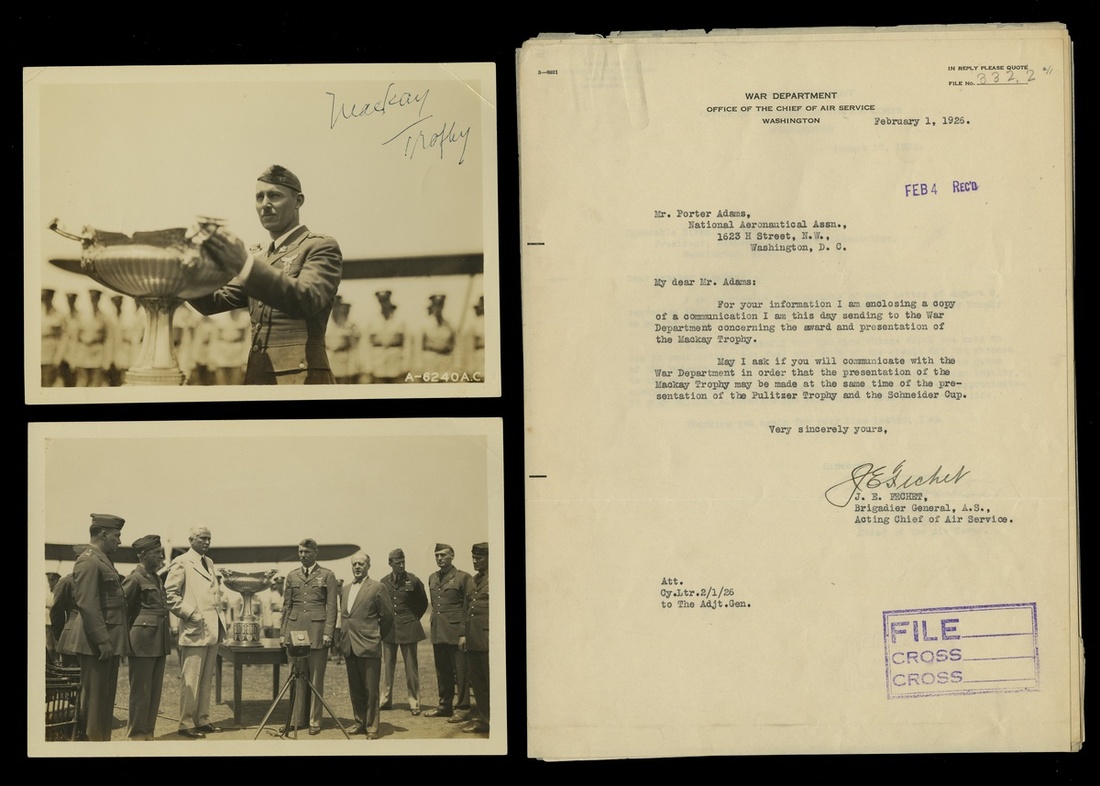 Mackay
Trophy
A-6240A.C
IN REPLY PLEASE QUOTE
FILE No. 332.2
WAR DEPARTMENT
OFFICE OF THE CHIEF OF AIR SERVICE
WASHINGTON
February 1, 1926.
FEB 4 REC'D
Mr. Porter Adams,
National Aeronautical Assn.,
1623 H Street, N.W.,
Washington, D. C.
My dear Mr. Adams:
For your information I am enclosing a copy
of a communication I am this day sending to the War
Department concerning the award and presentation of
the Mackay Trophy.
May I ask if you will communicate with the
War Department in order that the presentation of the
Mackay Trophy may be made at the same time of the pre-
sentation of the Pulitzer Trophy and the Schneider Cup.
Very sincerely yours,
J E Fechet
J. E. FECHET,
Brigadier General, A.S.,
Acting Chief of Air Service.
Att.
Cy.Ltr.2/1/26
to The Adjt.Gen.
FILE
CROSS
CROSS